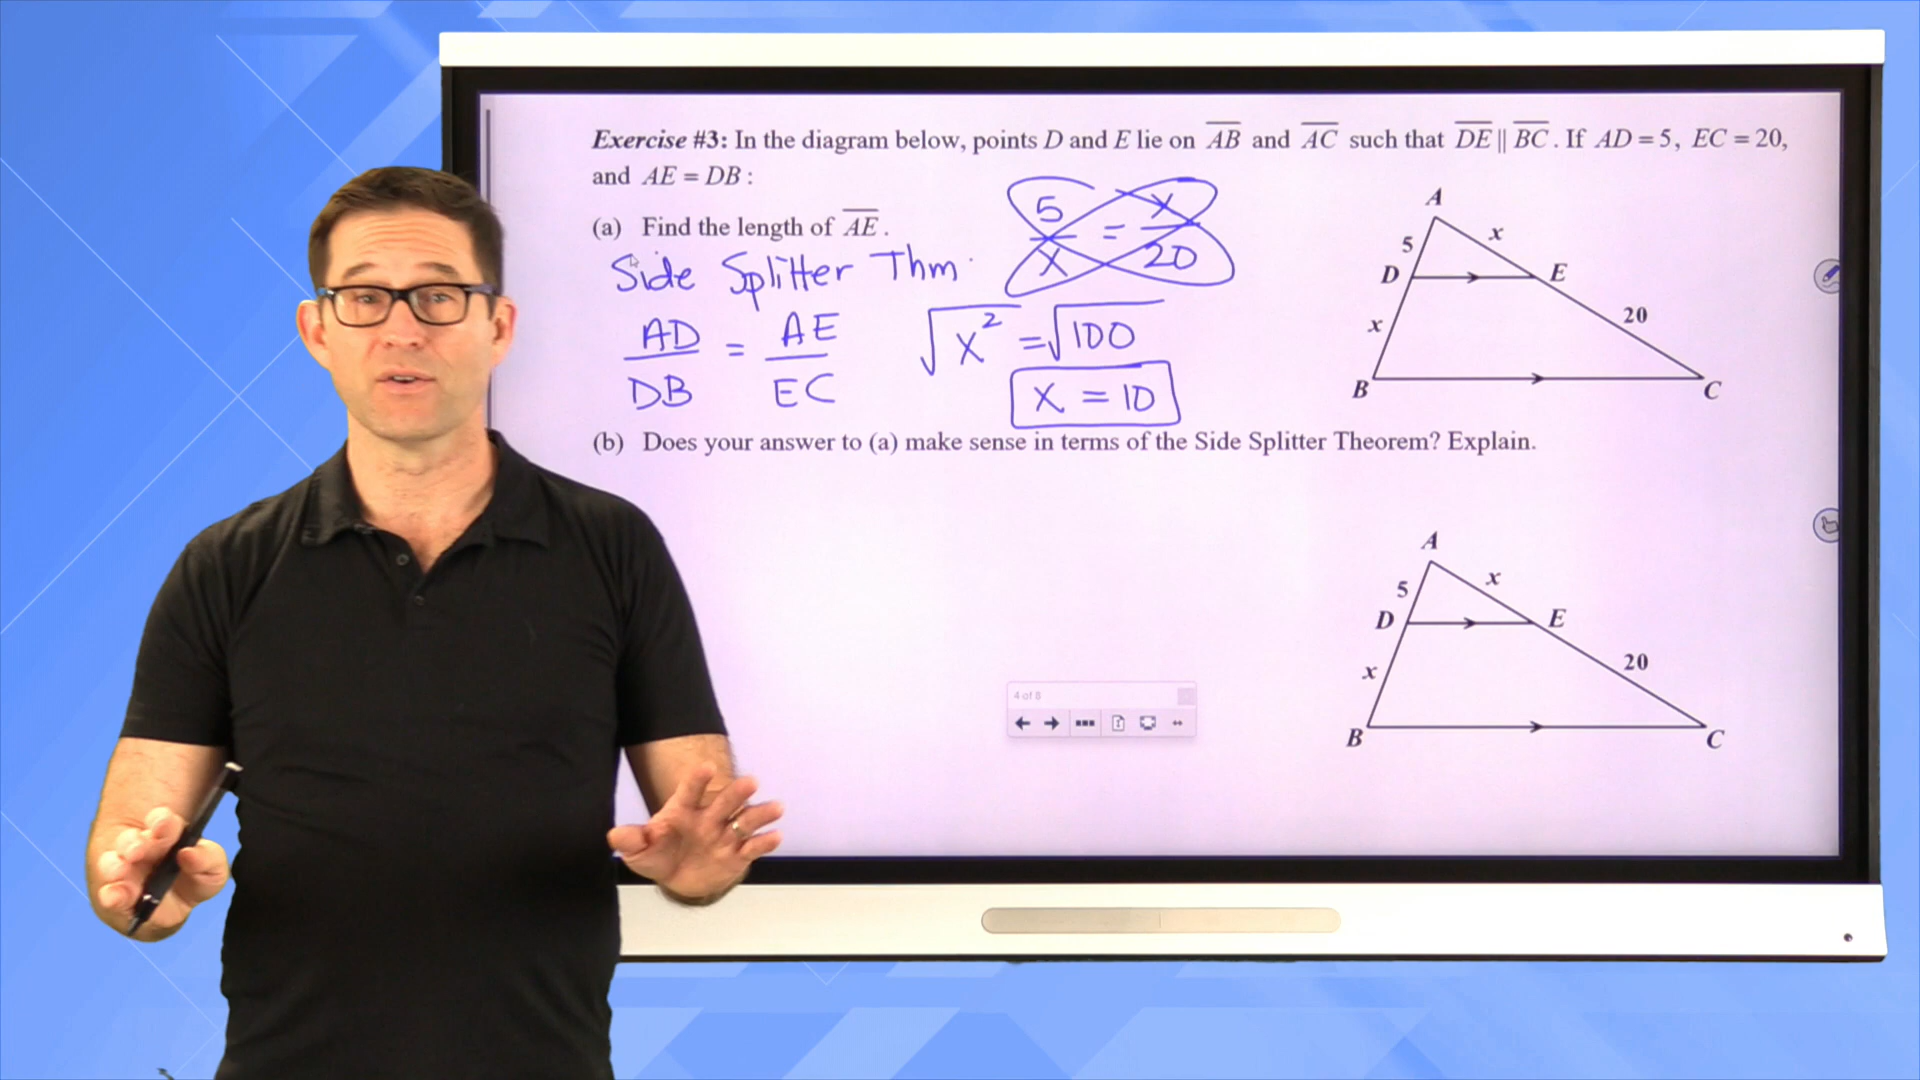 Exercise #3: In the diagram below, points D and E lie on AB and AC such that DE || BC. If AD = 5, EC = 20,
and AE = DB:
(a) Find the length of AE.
Side Splitter Thm.
AD/DB = AE/EC
5/x = x/20
√x² = √100
x = 10
A
5
x
D
E
x
20
B
C
(b) Does your answer to (a) make sense in terms of the Side Splitter Theorem? Explain.
A
5
x
D
E
x
20
B
C
4 of 8